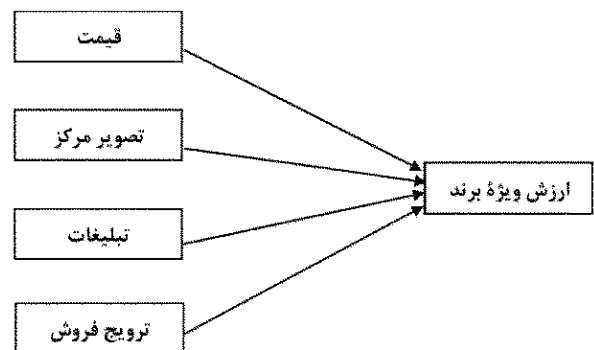 قیمت
تصویر مرکز
ارزش ویژهٔ برند
تبلیغات
ترویج فروش